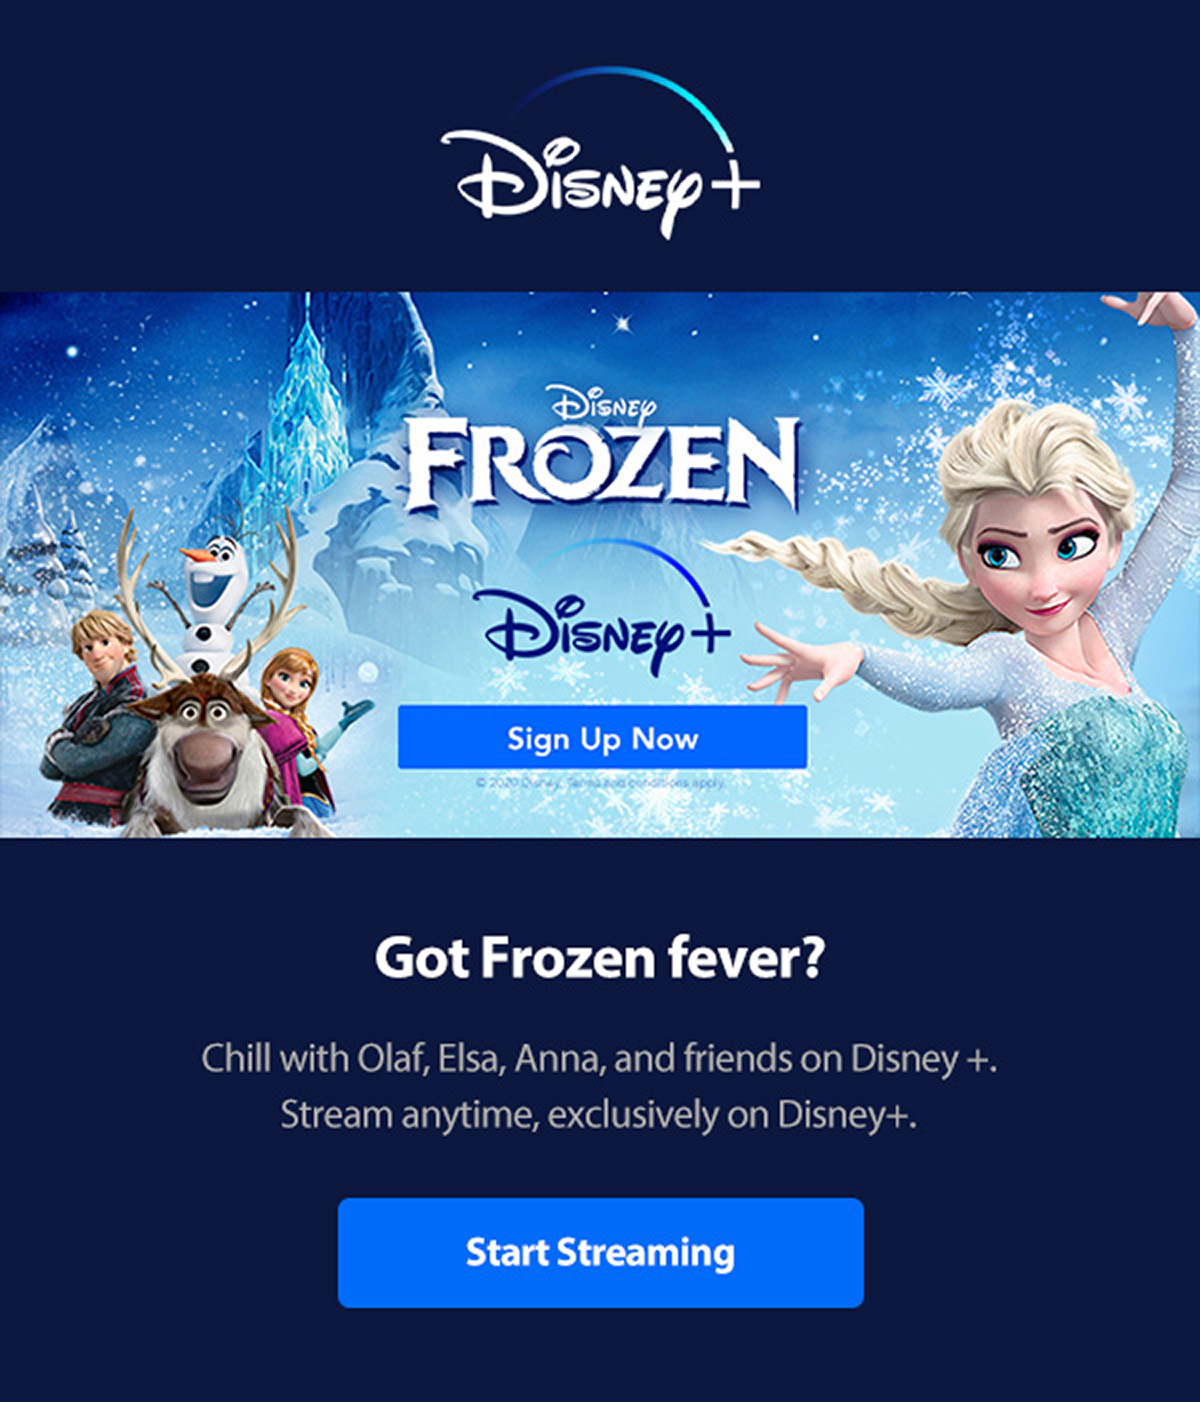 Disney+
Disney
FROZEN
Disney+
Sign Up Now
© 2020 Disney. Terms and conditions apply.
Got Frozen fever?
Chill with Olaf, Elsa, Anna, and friends on Disney +.
Stream anytime, exclusively on Disney+.
Start Streaming